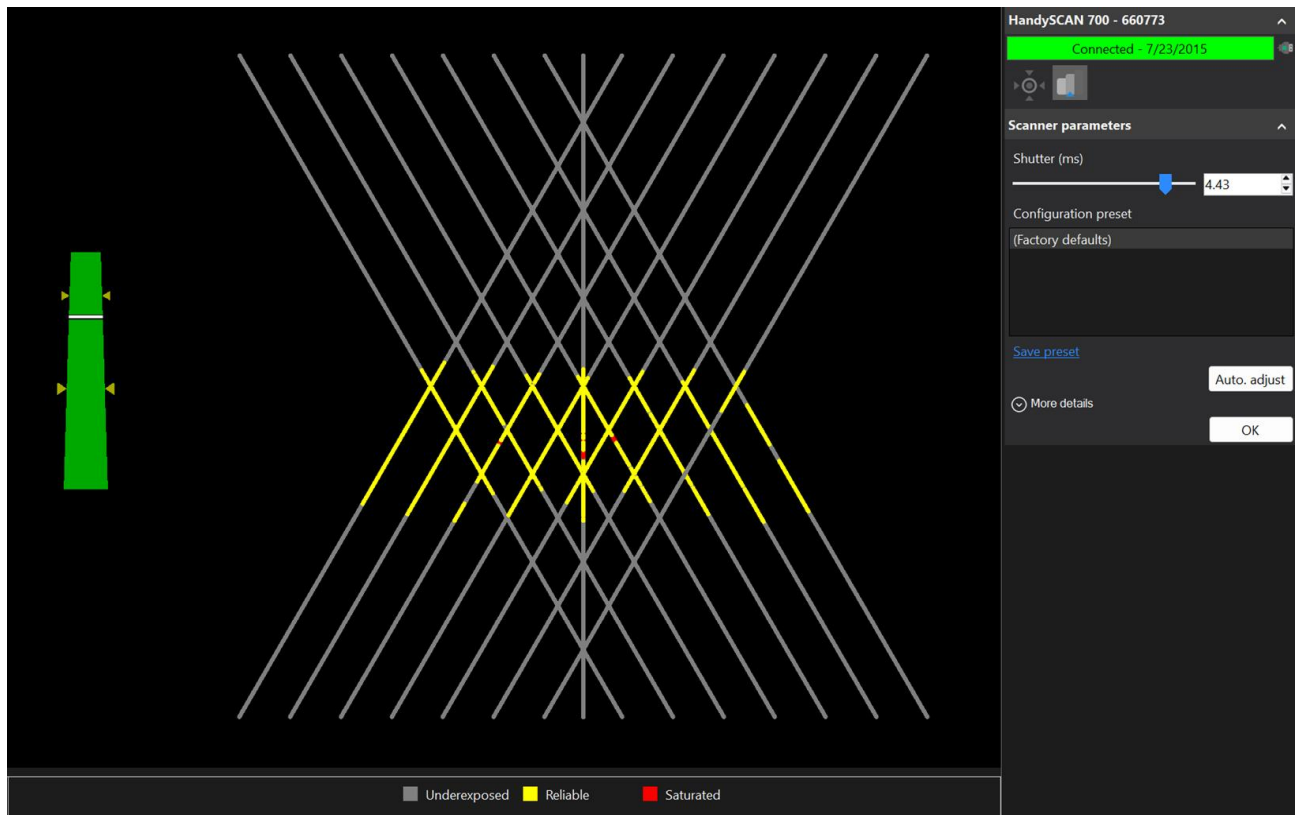 HandySCAN 700 - 660773
Connected - 7/23/2015
Scanner parameters
Shutter (ms)
4.43
Configuration preset
(Factory defaults)
Save preset
Auto. adjust
More details
OK
Underexposed Reliable Saturated